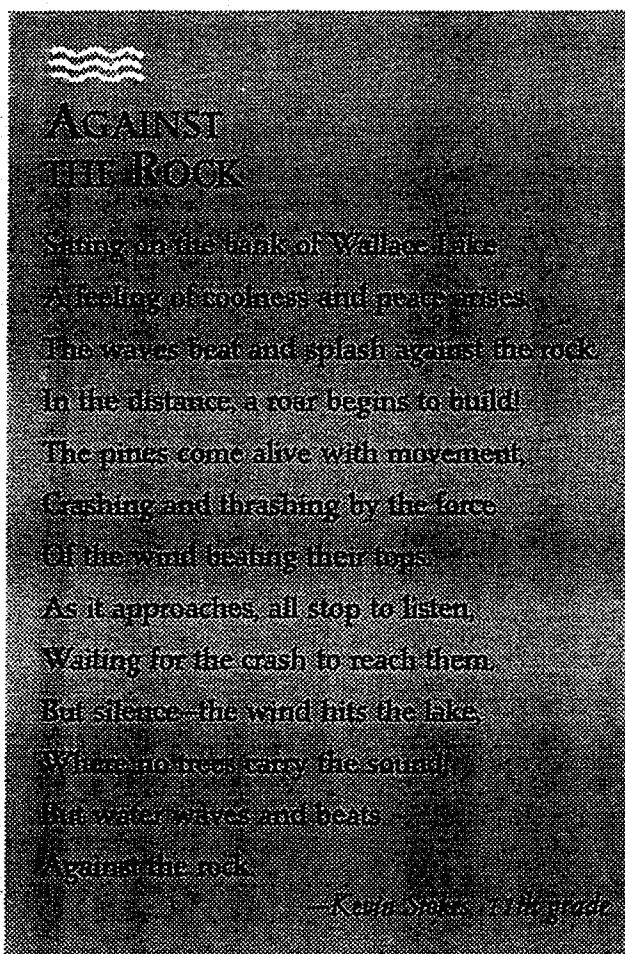 AGAINST
THE ROCK
Sitting on the bank of Wallace Lake
A feeling of coolness and peace arises.
The waves beat and splash against the rock.
In the distance, a roar begins to build!
The pines come alive with movement,
Crashing and thrashing by the force
Of the wind beating their tops.
As it approaches, all stop to listen,
Waiting for the crash to reach them.
But silence–the wind hits the lake,
Where no trees carry the sound,
But water waves and beats
Against the rock.
—Kevin Stokes, 11th grade